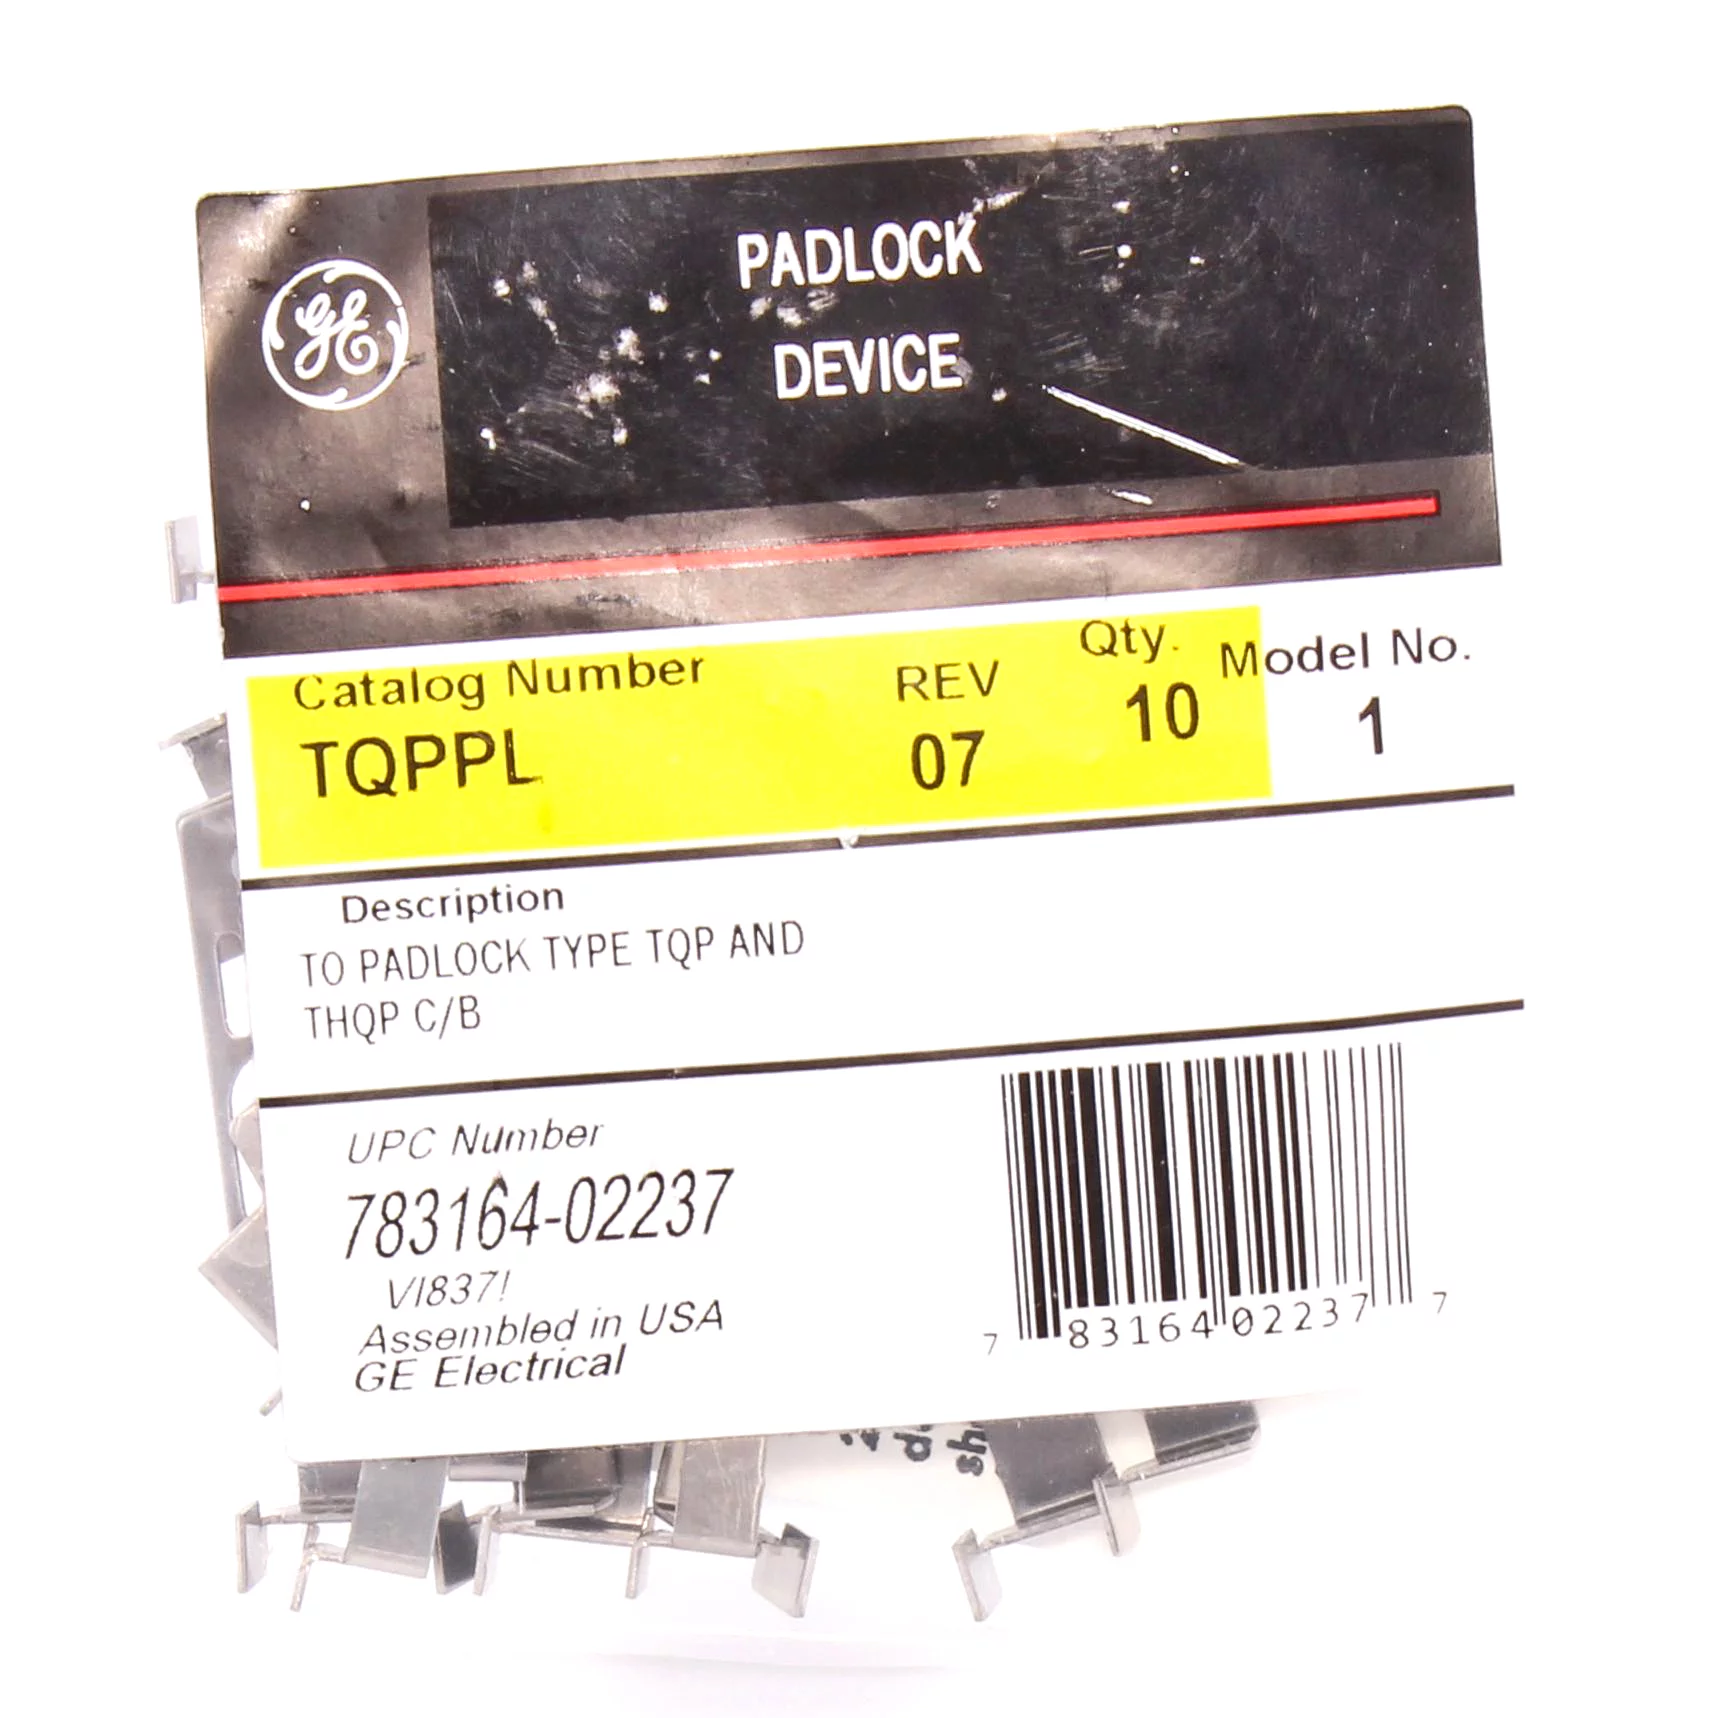 GE
PADLOCK
DEVICE
Catalog Number REV Qty. Model No.
TQPPL 07 10 1
Description
TO PADLOCK TYPE TQP AND
THQP C/B
UPC Number
783164-02237
VI837!
Assembled in USA
GE Electrical
7 83164 02237 7